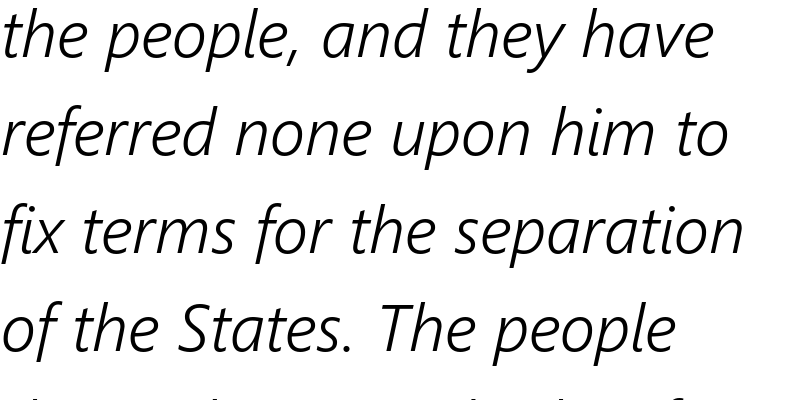 the people, and they have
referred none upon him to
fix terms for the separation
of the States. The people